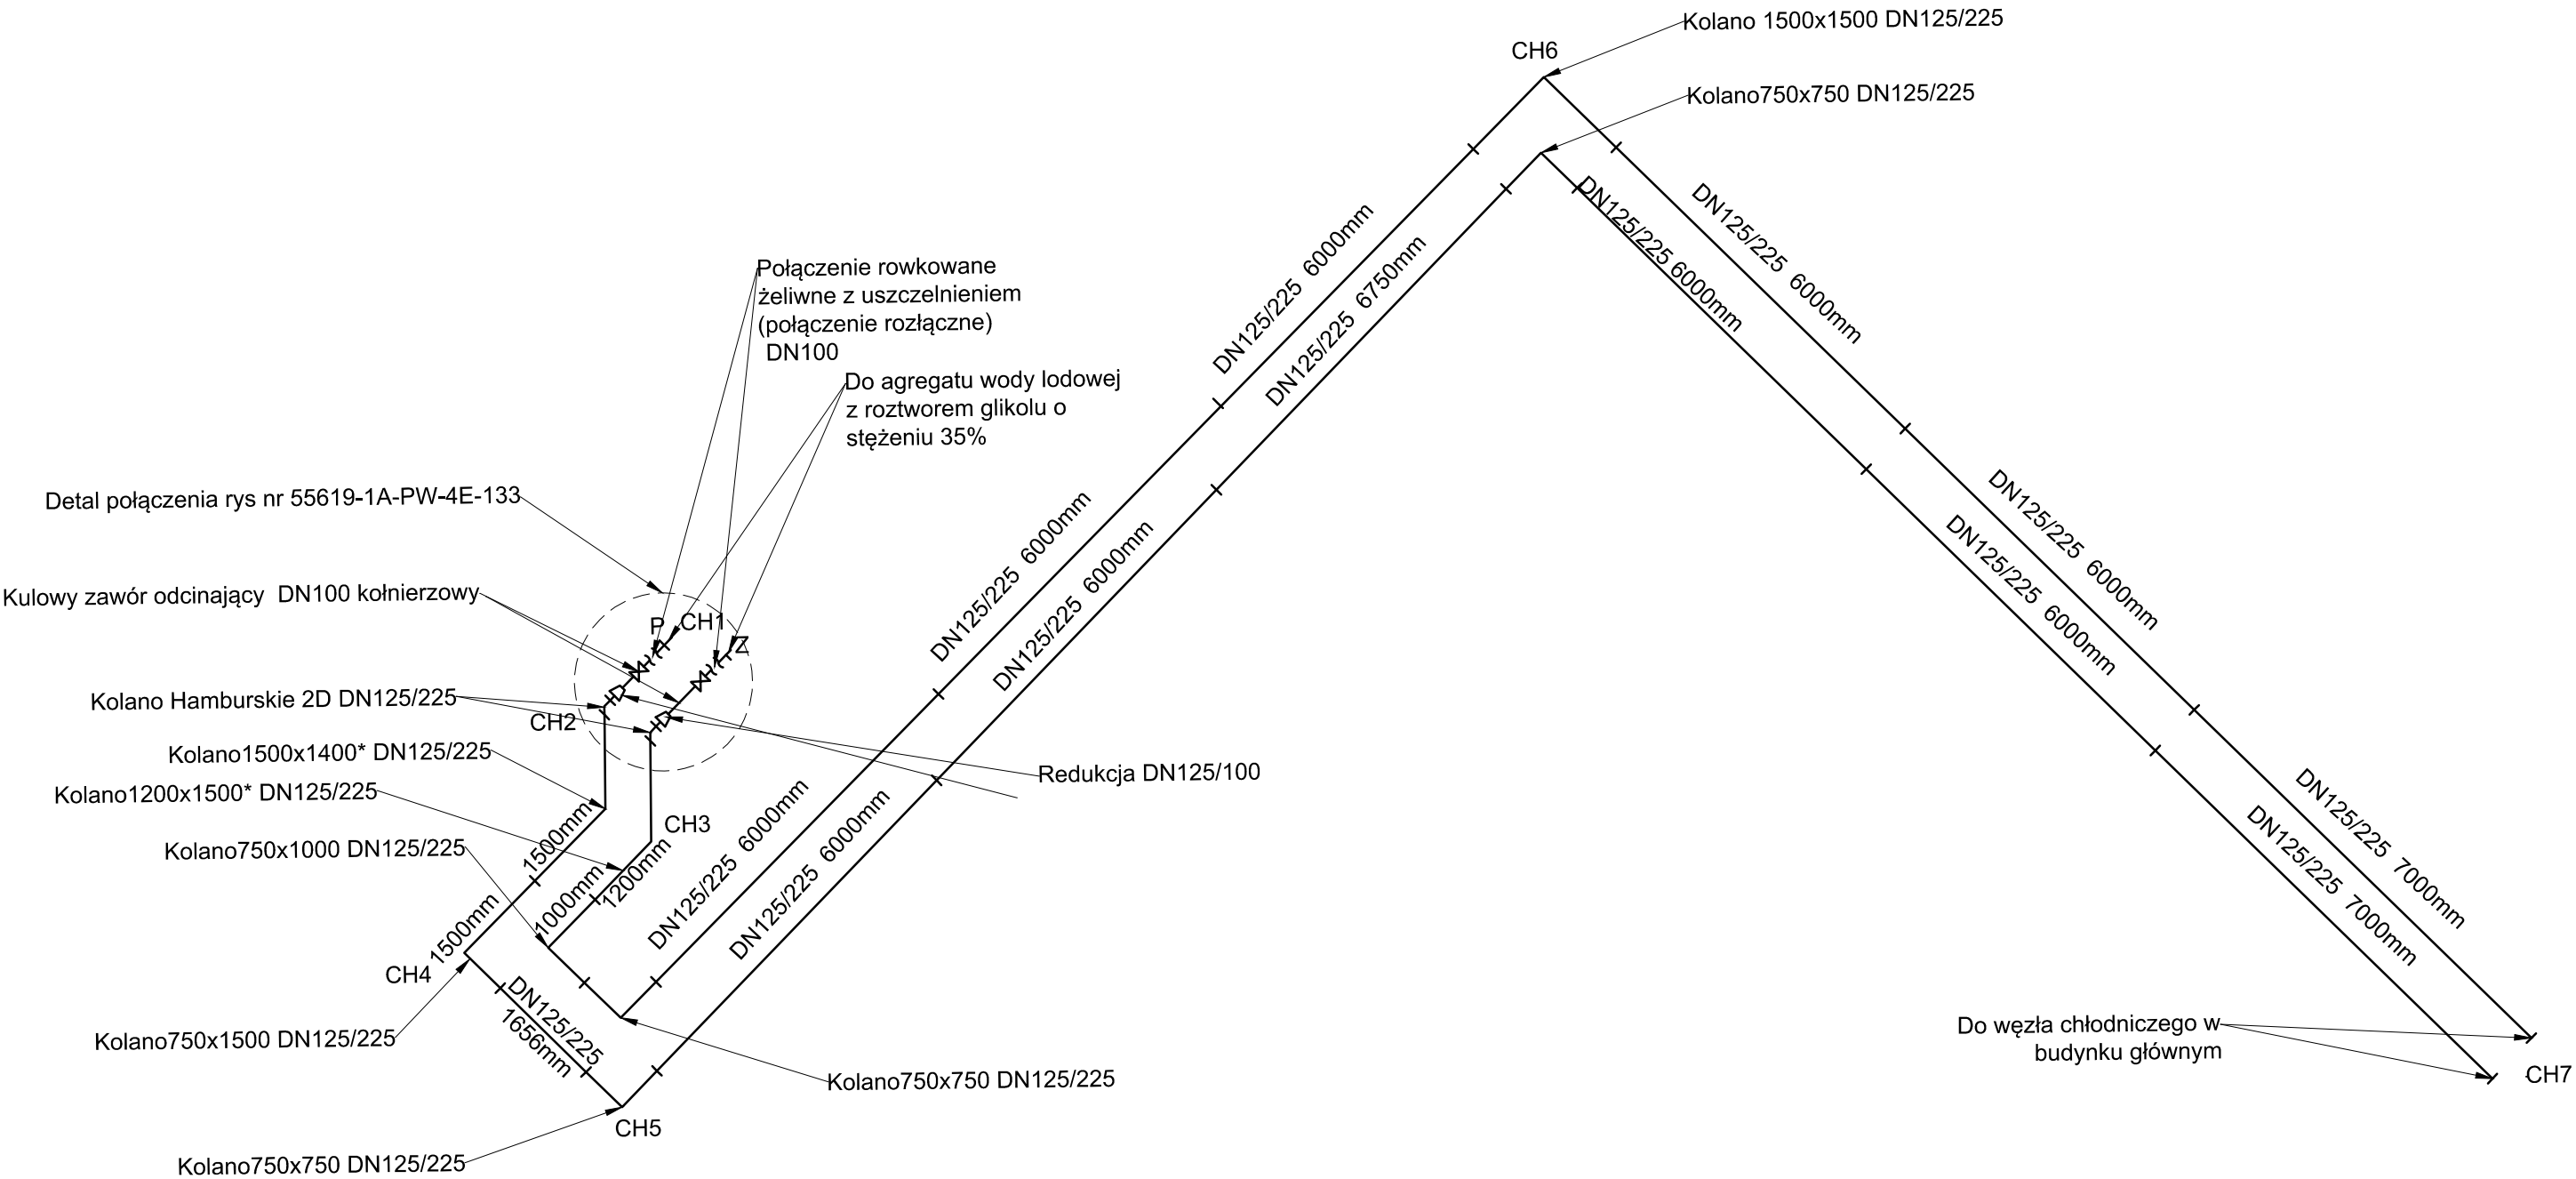 Kolano 1500x1500 DN125/225
CH6
Kolano750x750 DN125/225
DN125/225 6000mm
DN125/225 6750mm
DN125/225 6000mm
DN125/225 6000mm
Połączenie rowkowane
żeliwne z uszczelnieniem
(połączenie rozłączne)
DN100
Do agregatu wody lodowej
z roztworem glikolu o
stężeniu 35%
Detal połączenia rys nr 55619-1A-PW-4E-133
Kulowy zawór odcinający DN100 kołnierzowy
P
CH1
Z
DN125/225 6000mm
DN125/225 6000mm
DN125/225 6000mm
DN125/225 6000mm
Kolano Hamburskie 2D DN125/225
CH2
Kolano1500x1400* DN125/225
Kolano1200x1500* DN125/225
Redukcja DN125/100
CH3
Kolano750x1000 DN125/225
1500mm
1200mm
1000mm
1500mm
DN125/225 6000mm
DN125/225 6000mm
DN125/225 7000mm
DN125/225 7000mm
CH4
DN125/225
1656mm
Kolano750x1500 DN125/225
Kolano750x750 DN125/225
Do węzła chłodniczego w
budynku głównym
CH7
CH5
Kolano750x750 DN125/225